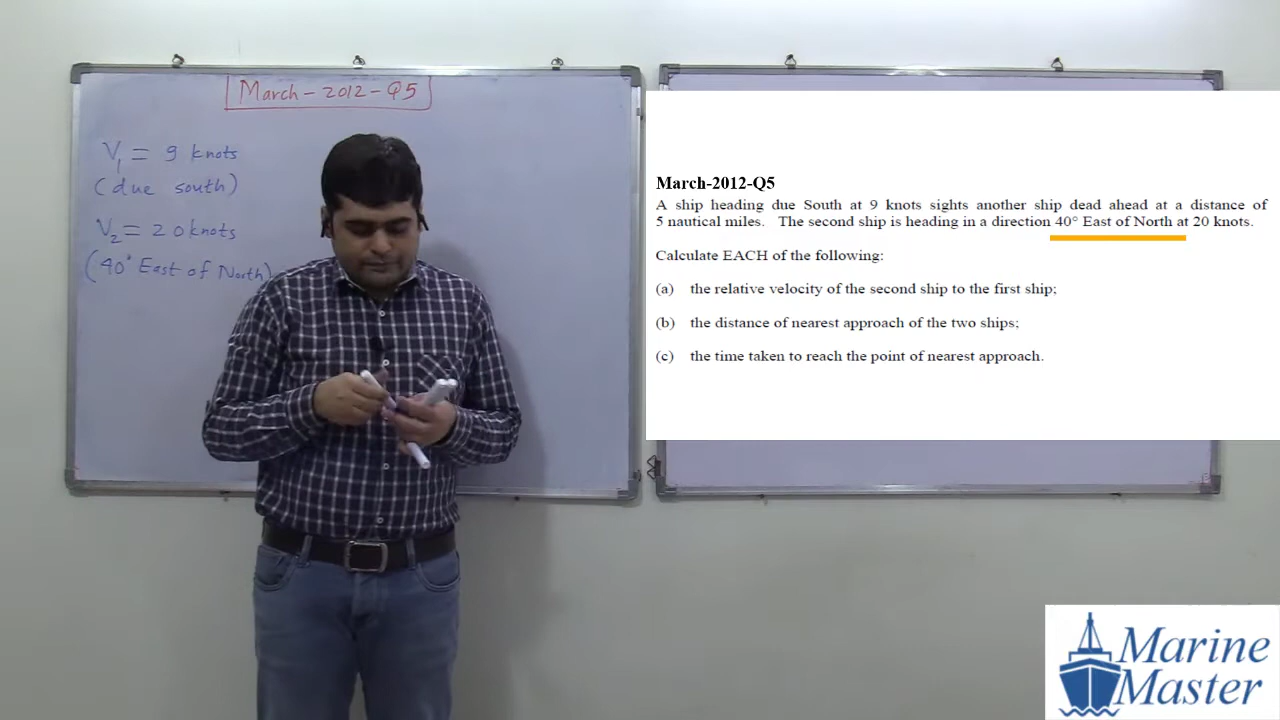 March-2012-Q5
V1 = 9 knots
(due south)
V2 = 20knots
(40° East of North)
March-2012-Q5
A ship heading due South at 9 knots sights another ship dead ahead at a distance of
5 nautical miles. The second ship is heading in a direction 40° East of North at 20 knots.
Calculate EACH of the following:
(a) the relative velocity of the second ship to the first ship;
(b) the distance of nearest approach of the two ships;
(c) the time taken to reach the point of nearest approach.
Marine
Master